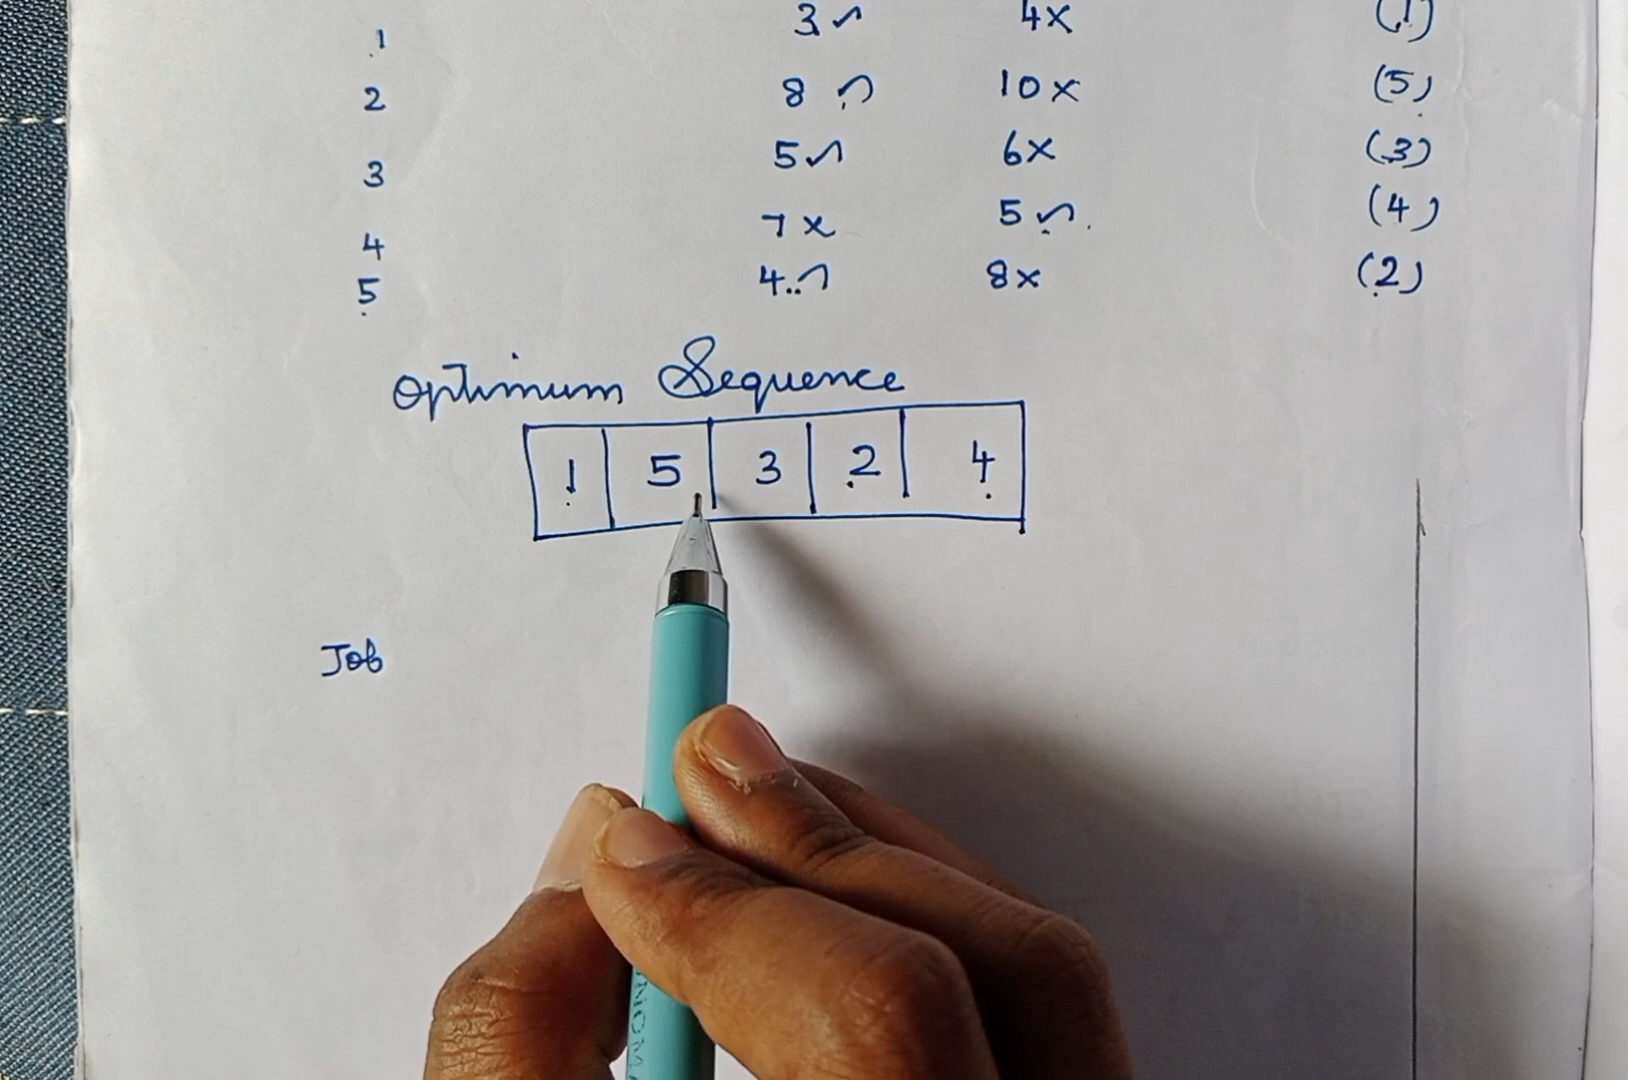 1 3 ✓ 4 x (1)
2 8 ✓ 10 x (5)
3 5 ✓ 6 x (3)
4 7 x 5 ✓ (4)
5 4 ✓ 8 x (2)
optimum Sequence
1 5 3 2 4
Job